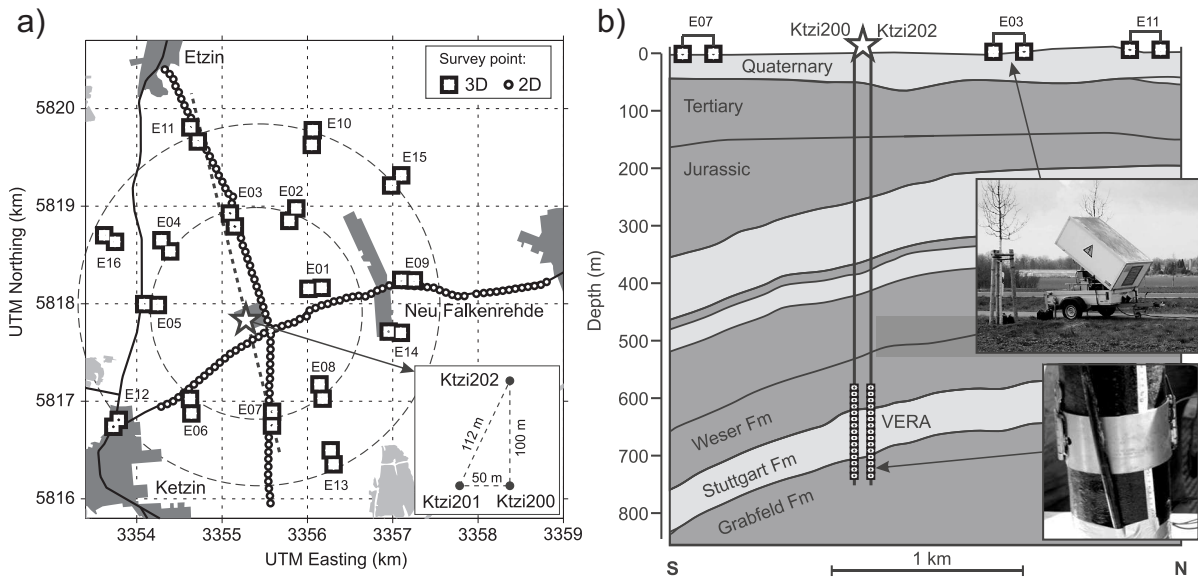 a)
Etzin
Survey point:
3D 2D
5820
5819
5818
5817
5816
UTM Northing (km)
E11
E10
E15
E03
E02
E04
E16
E01
E09
E05
Neu Falkenrehde
E14
E12
E08
E07
E06
E13
Ketzin
Ktzi202
112 m
100 m
50 m
Ktzi201
Ktzi200
3354 3355 3356 3357 3358 3359
UTM Easting (km)
b)
E07
Ktzi200
Ktzi202
E03
E11
0
100
200
300
400
500
600
700
800
Depth (m)
Quaternary
Tertiary
Jurassic
Weser Fm
VERA
Stuttgart Fm
Grabfeld Fm
S
1 km
N